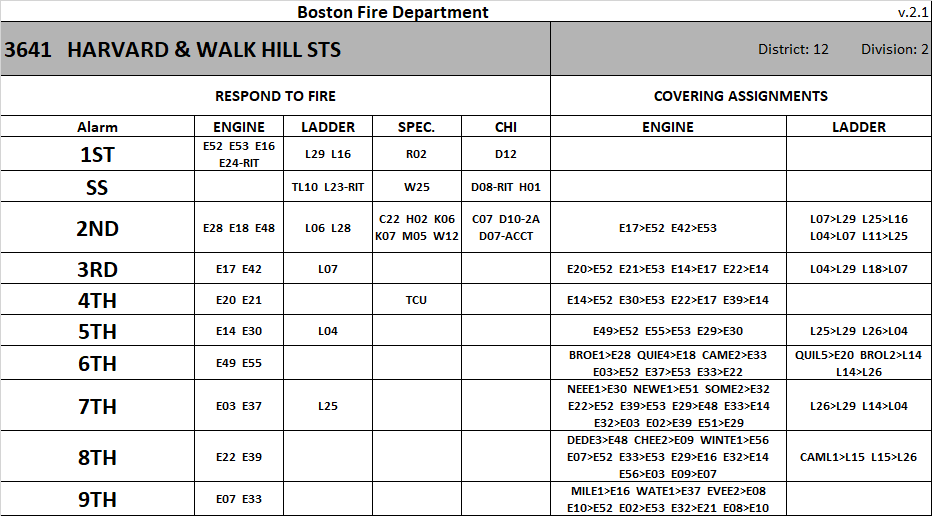 Boston Fire Department v.2.1
3641 HARVARD & WALK HILL STS District: 12 Division: 2
RESPOND TO FIRE COVERING ASSIGNMENTS
Alarm ENGINE LADDER SPEC. CHI ENGINE LADDER
1ST E52 E53 E16 L29 L16 R02 D12
E24-RIT
SS TL10 L23-RIT W25 D08-RIT H01
2ND E28 E18 E48 L06 L28 C22 H02 K06 C07 D10-2A E17>E52 E42>E53 L07>L29 L25>L16
K07 M05 W12 D07-ACCT L04>L07 L11>L25
3RD E17 E42 L07 E20>E52 E21>E53 E14>E17 E22>E14 L04>L29 L18>L07
4TH E20 E21 TCU E14>E52 E30>E53 E22>E17 E39>E14
5TH E14 E30 L04 E49>E52 E55>E53 E29>E30 L25>L29 L26>L04
6TH E49 E55 BROE1>E28 QUIE4>E18 CAME2>E33 QUIL5>E20 BROL2>L14
E03>E52 E37>E53 E33>E22 L14>L26
7TH E03 E37 L25 NEEE1>E30 NEWE1>E51 SOME2>E32 L26>L29 L14>L04
E22>E52 E39>E53 E29>E48 E33>E14
E32>E03 E02>E39 E51>E29
8TH E22 E39 DEDE3>E48 CHEE2>E09 WINTE1>E56 CAML1>L15 L15>L26
E07>E52 E33>E53 E29>E16 E32>E14
E56>E03 E09>E07
9TH E07 E33 MILE1>E16 WATE1>E37 EVEE2>E08
E10>E52 E02>E53 E32>E21 E08>E10